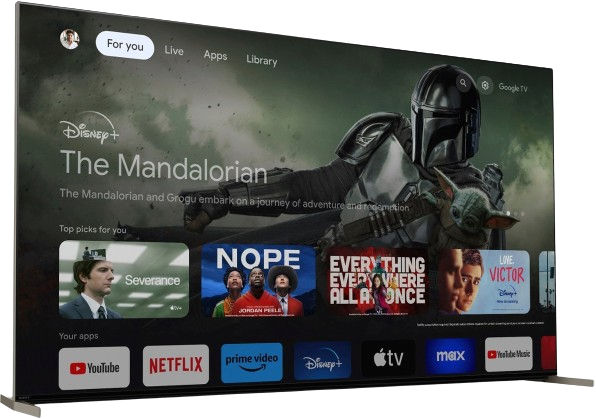 For you
Live
Apps
Library
Google TV
Disney+
The Mandalorian
The Mandalorian and Grogu embark on a journey of adventure and redemption
Top picks for you
Severance
tv
NOPE
JORDAN PEELE
EVERYTHING
EVERYWHERE
ALL AT ONCE
LOVE,
VICTOR
Disney+
Your apps
YouTube
NETFLIX
prime video
Disney+
tv
max
YouTube Music